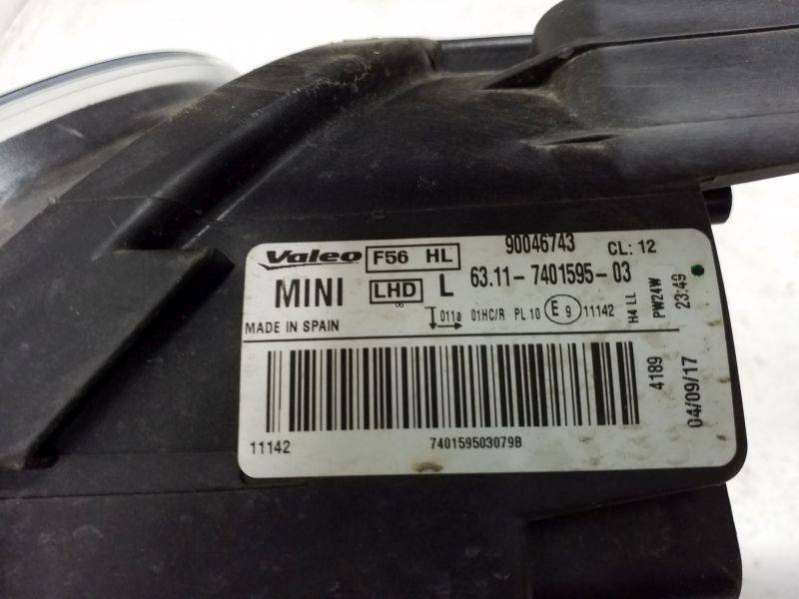 Valeo F56 HL 90046743 CL: 12
MINI LHD L 63.11-7401595-03
MADE IN SPAIN 011a 01HC/R PL 10 E 9 11142
H4 LL
PW24W
23:49
4189
04/09/17
11142 740159503079B